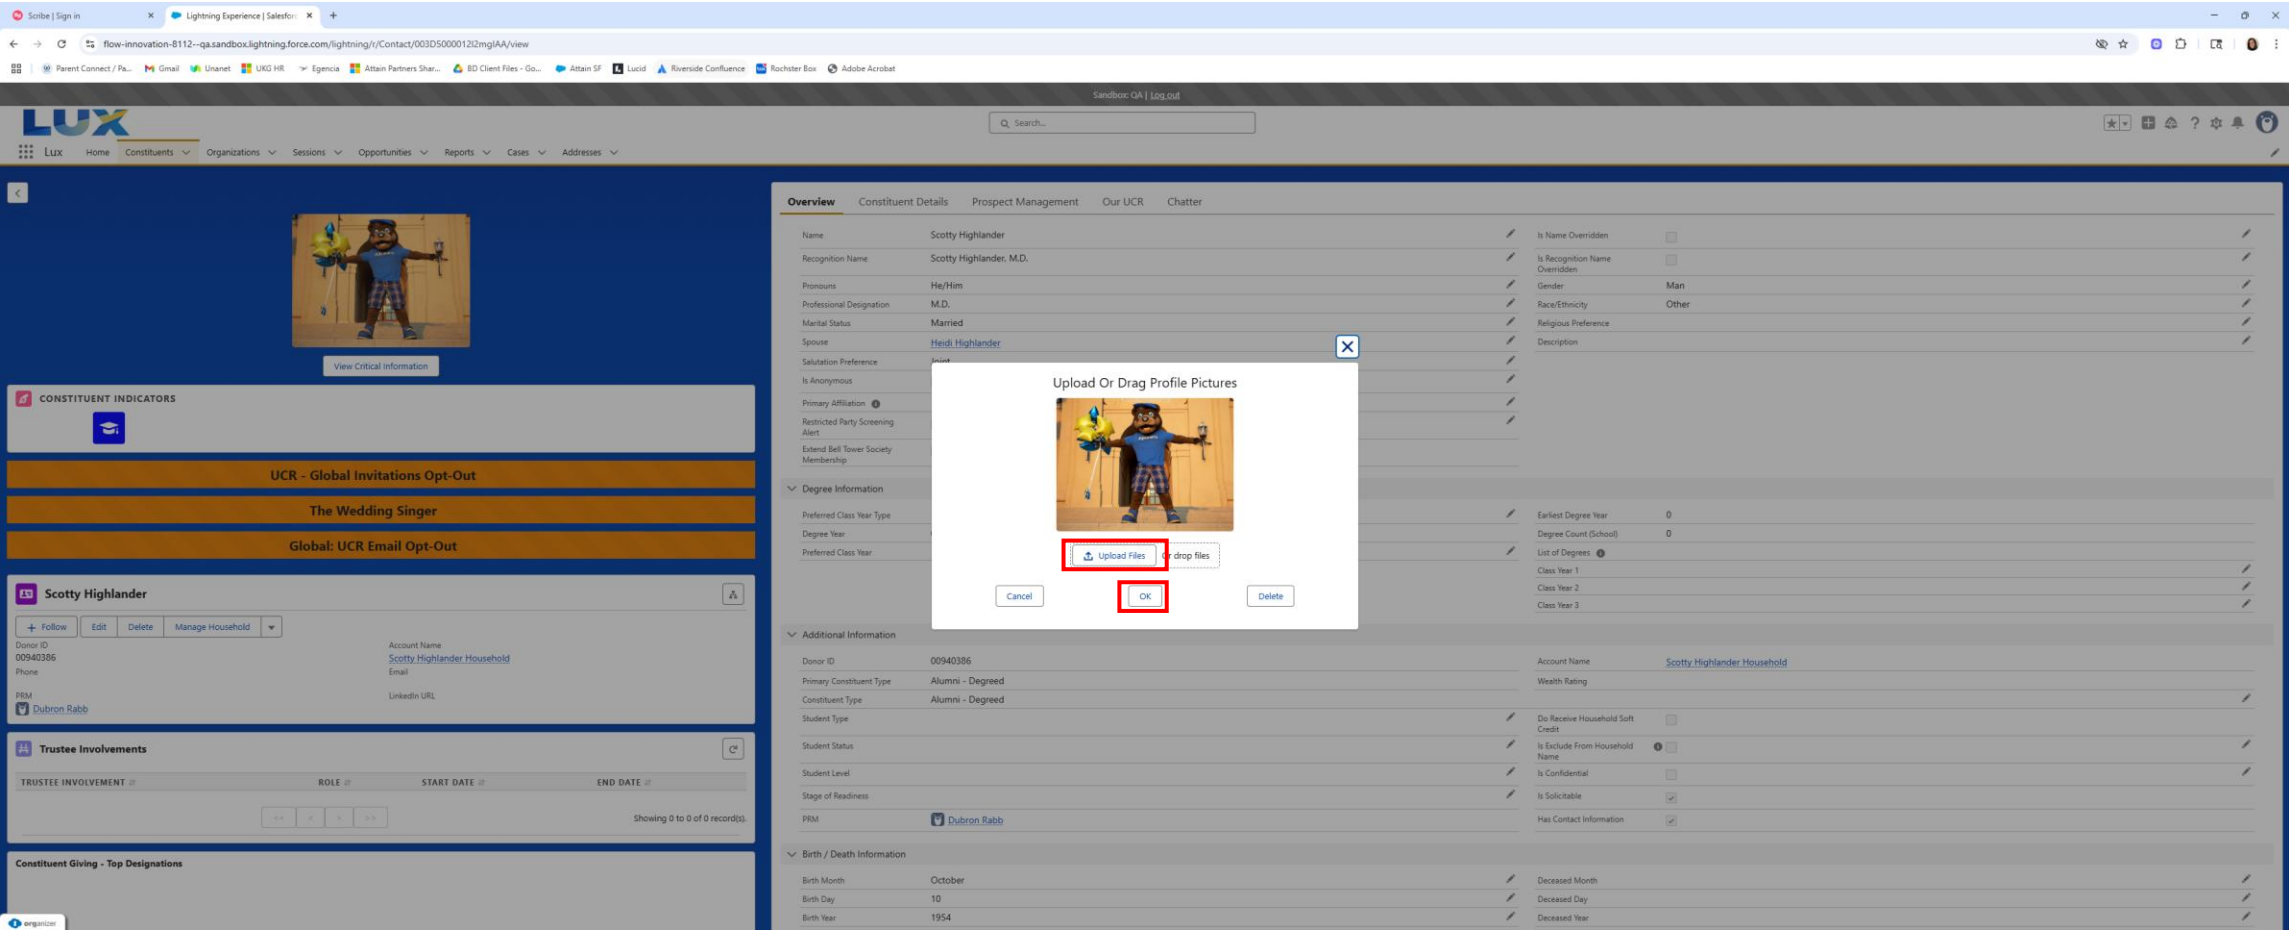 Scribe | Sign in
Lightning Experience | Salesforc
flow-innovation-8112--qa.sandbox.lightning.force.com/lightning/r/Contact/003D5000012I2mgIAA/view
Parent Connect / Pa... Gmail Unanet UKG HR Egencia Attain Partners Shar... BD Client Files - Go... Attain SF Lucid Riverside Confluence Rochster Box Adobe Acrobat
Sandbox: QA | Log out
LUX
Search...
Lux Home Constituents Organizations Sessions Opportunities Reports Cases Addresses
View Critical Information
CONSTITUENT INDICATORS
UCR - Global Invitations Opt-Out
The Wedding Singer
Global: UCR Email Opt-Out
Scotty Highlander
Follow Edit Delete Manage Household
Donor ID Account Name
00940386 Scotty Highlander Household
Phone Email
PRM LinkedIn URL
Dubron Rabb
Trustee Involvements
TRUSTEE INVOLVEMENT ROLE START DATE END DATE
<< < > >> Showing 0 to 0 of 0 record(s).
Constituent Giving - Top Designations
organizer
Overview Constituent Details Prospect Management Our UCR Chatter
Name Scotty Highlander Is Name Overridden
Recognition Name Scotty Highlander, M.D. Is Recognition Name
Overridden
Pronouns He/Him Gender Man
Professional Designation M.D. Race/Ethnicity Other
Marital Status Married Religious Preference
Spouse Heidi Highlander Description
Salutation Preference Joint
Is Anonymous
Primary Affiliation
Restricted Party Screening
Alert
Extend Bell Tower Society
Membership
Upload Or Drag Profile Pictures
Upload Files Or drop files
Cancel OK Delete
Degree Information
Preferred Class Year Type Earliest Degree Year 0
Degree Year Degree Count (School) 0
Preferred Class Year List of Degrees
Class Year 1
Class Year 2
Class Year 3
Additional Information
Donor ID 00940386 Account Name Scotty Highlander Household
Primary Constituent Type Alumni - Degreed Wealth Rating
Constituent Type Alumni - Degreed
Student Type Do Receive Household Soft
Credit
Student Status Is Exclude From Household
Name
Student Level Is Confidential
Stage of Readiness Is Solicitable
PRM Dubron Rabb Has Contact Information
Birth / Death Information
Birth Month October Deceased Month
Birth Day 10 Deceased Day
Birth Year 1954 Deceased Year